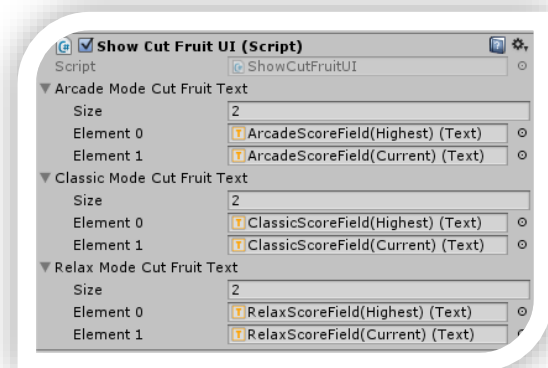 Show Cut Fruit UI (Script)
Script ShowCutFruitUI
Arcade Mode Cut Fruit Text
Size 2
Element 0 ArcadeScoreField(Highest) (Text)
Element 1 ArcadeScoreField(Current) (Text)
Classic Mode Cut Fruit Text
Size 2
Element 0 ClassicScoreField(Highest) (Text)
Element 1 ClassicScoreField(Current) (Text)
Relax Mode Cut Fruit Text
Size 2
Element 0 RelaxScoreField(Highest) (Text)
Element 1 RelaxScoreField(Current) (Text)